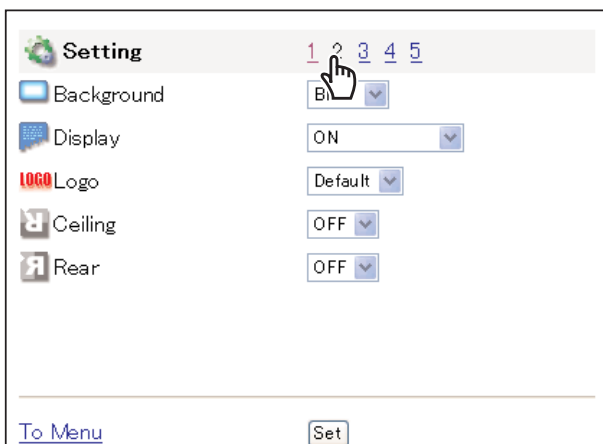 Setting 1 2 3 4 5
Background
Display ON
LOGO Logo Default
Ceiling OFF
Rear OFF
To Menu Set